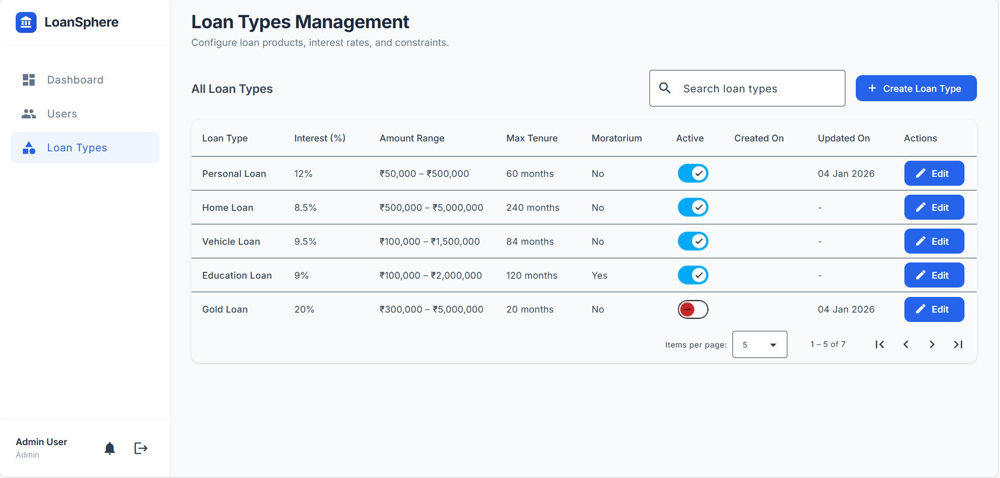 LoanSphere
Dashboard
Users
Loan Types
Admin User
Admin
Loan Types Management
Configure loan products, interest rates, and constraints.
All Loan Types
Search loan types
+ Create Loan Type
Loan Type Interest (%) Amount Range Max Tenure Moratorium Active Created On Updated On Actions
Personal Loan 12% ₹50,000 – ₹500,000 60 months No 04 Jan 2026 Edit
Home Loan 8.5% ₹500,000 – ₹5,000,000 240 months No - Edit
Vehicle Loan 9.5% ₹100,000 – ₹1,500,000 84 months No - Edit
Education Loan 9% ₹100,000 – ₹2,000,000 120 months Yes - Edit
Gold Loan 20% ₹300,000 – ₹5,000,000 20 months No 04 Jan 2026 Edit
Items per page: 5 1 – 5 of 7